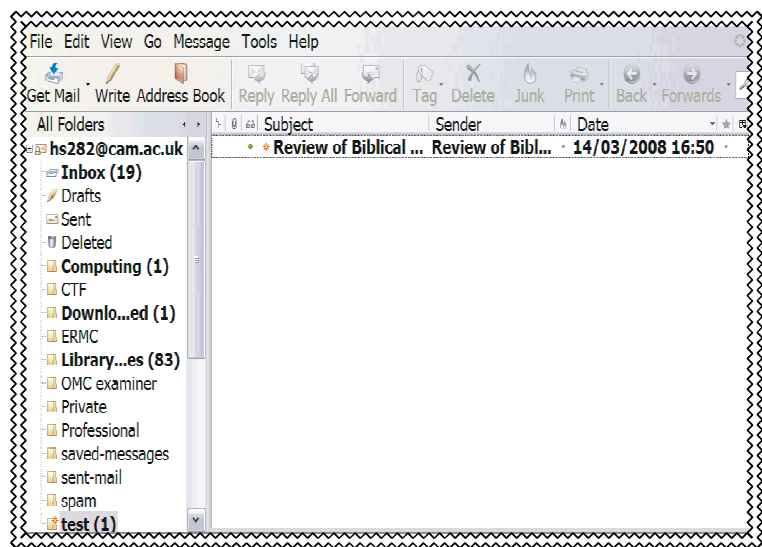 File Edit View Go Message Tools Help
Get Mail Write Address Book Reply Reply All Forward Tag Delete Junk Print Back Forwards
All Folders Subject Sender Date
hs282@cam.ac.uk Review of Biblical ... Review of Bibl... 14/03/2008 16:50
Inbox (19)
Drafts
Sent
Deleted
Computing (1)
CTF
Downlo...ed (1)
ERMC
Library...es (83)
OMC examiner
Private
Professional
saved-messages
sent-mail
spam
test (1)